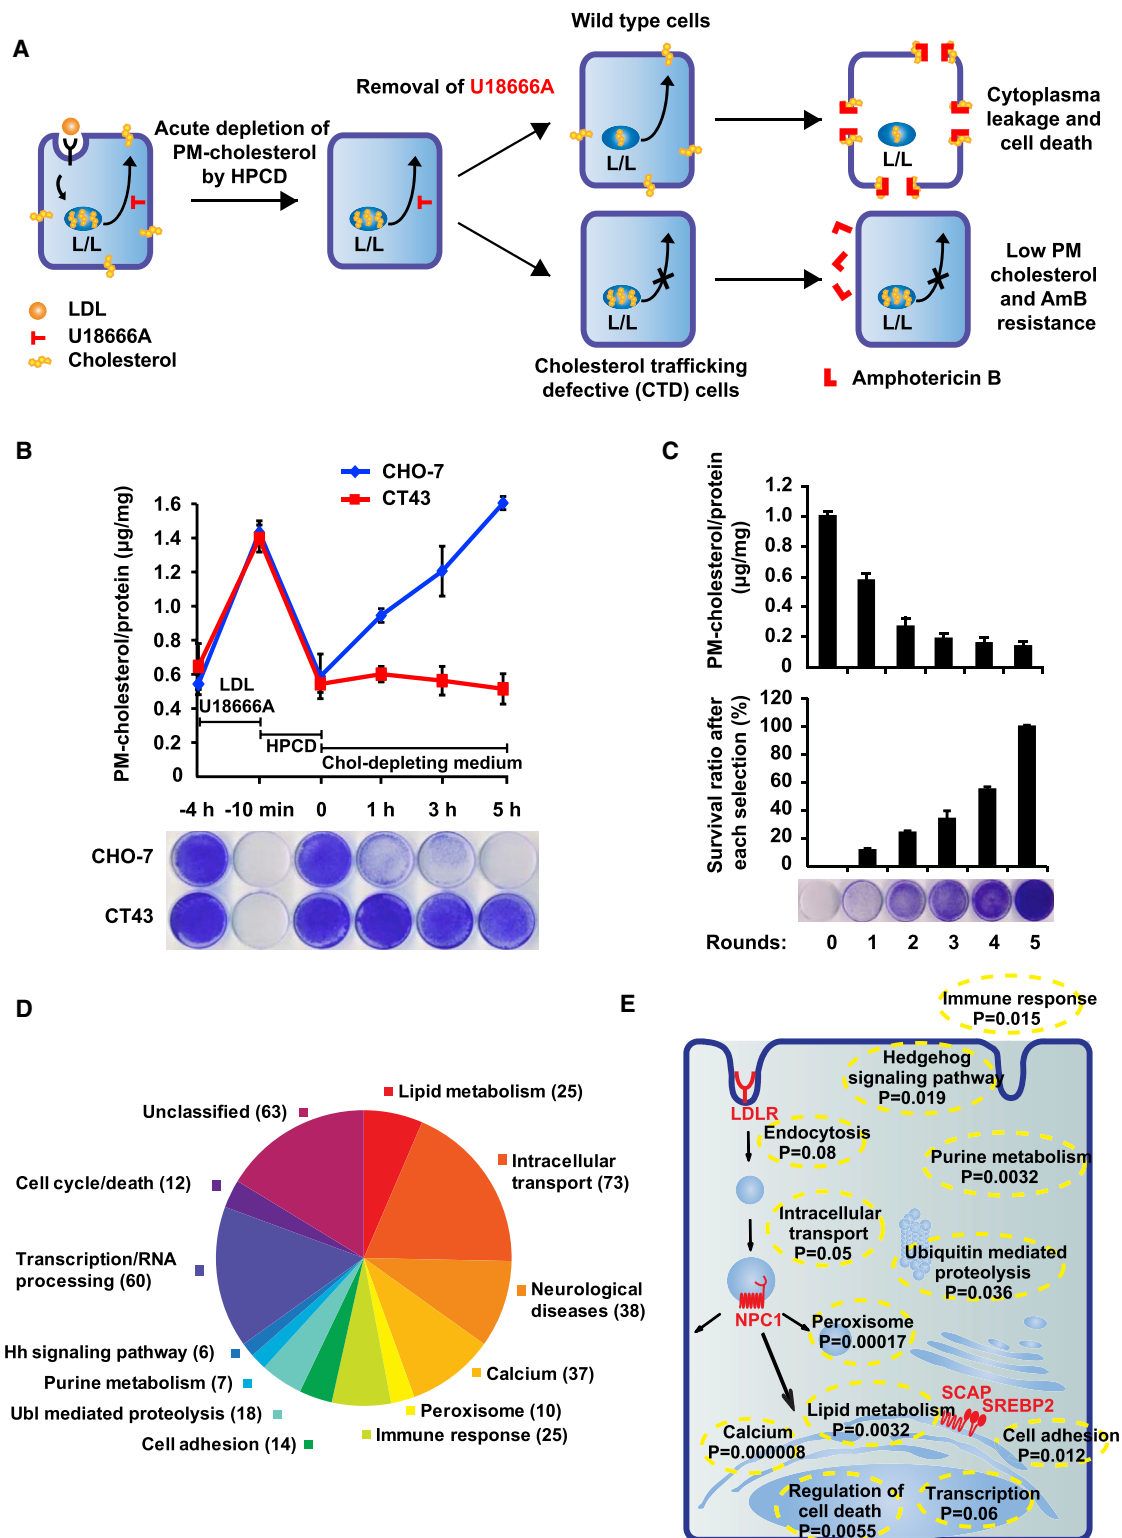 A
Wild type cells
Removal of U18666A
Acute depletion of
PM-cholesterol
by HPCD
L/L
L/L
L/L
L/L
Cytoplasma
leakage and
cell death
L/L
L/L
Low PM
cholesterol
and AmB
resistance
LDL
U18666A
Cholesterol
Cholesterol trafficking
defective (CTD) cells
Amphotericin B
B
CHO-7
CT43
PM-cholesterol/protein (µg/mg)
1.6
1.4
1.2
1.0
0.8
0.6
0.4
0.2
0
LDL
U18666A
HPCD
Chol-depleting medium
-4 h -10 min 0 1 h 3 h 5 h
CHO-7
CT43
C
PM-cholesterol/protein
(µg/mg)
1.2
1.0
0.8
0.6
0.4
0.2
0
Survival ratio after
each selection (%)
120
100
80
60
40
20
0
Rounds: 0 1 2 3 4 5
D
Lipid metabolism (25)
Unclassified (63)
Intracellular
transport (73)
Cell cycle/death (12)
Transcription/RNA
processing (60)
Neurological
diseases (38)
Hh signaling pathway (6)
Calcium (37)
Purine metabolism (7)
Peroxisome (10)
Ubl mediated proteolysis (18)
Immune response (25)
Cell adhesion (14)
E
Immune response
P=0.015
Hedgehog
signaling pathway
P=0.019
LDLR
Endocytosis
P=0.08
Purine metabolism
P=0.0032
Intracellular
transport
P=0.05
Ubiquitin mediated
proteolysis
P=0.036
NPC1
Peroxisome
P=0.00017
SCAP
SREBP2
Lipid metabolism
P=0.0032
Calcium
P=0.000008
Cell adhesion
P=0.012
Regulation of
cell death
P=0.0055
Transcription
P=0.06